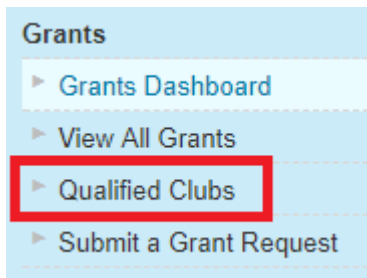 Grants
Grants Dashboard
View All Grants
Qualified Clubs
Submit a Grant Request